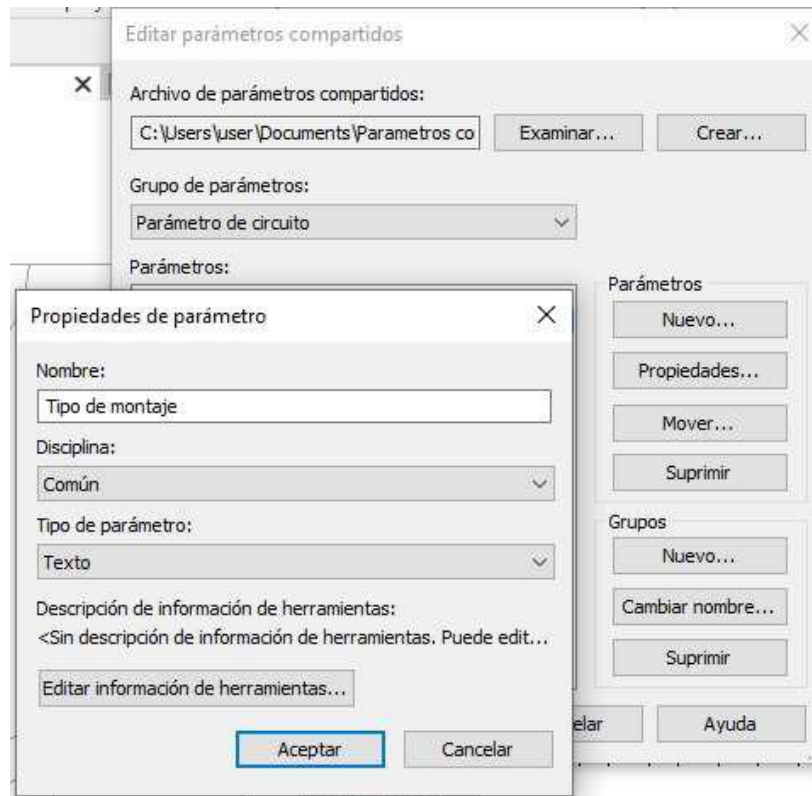 Editar parámetros compartidos
Archivo de parámetros compartidos:
C:\Users\user\Documents\Parametros co
Examinar...
Crear...
Grupo de parámetros:
Parámetro de circuito
Parámetros:
Parámetros
Nuevo...
Propiedades...
Mover...
Suprimir
Grupos
Nuevo...
Cambiar nombre...
Suprimir
elar
Ayuda
Propiedades de parámetro
Nombre:
Tipo de montaje
Disciplina:
Común
Tipo de parámetro:
Texto
Descripción de información de herramientas:
<Sin descripción de información de herramientas. Puede edit...
Editar información de herramientas...
Aceptar
Cancelar